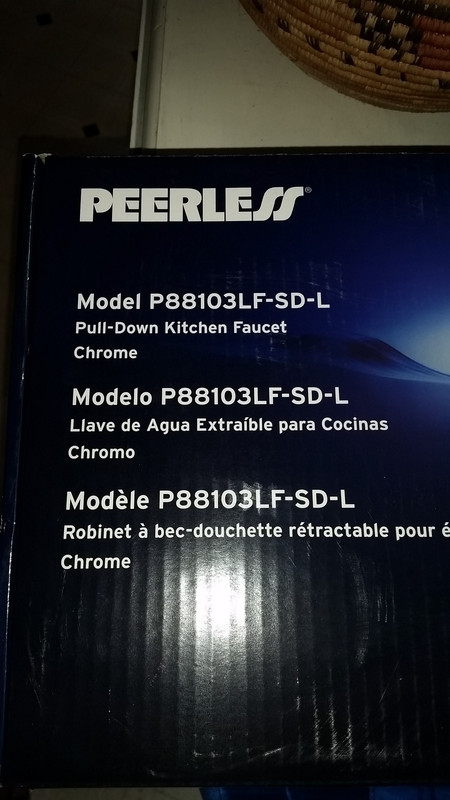 PEERLESS®
Model P88103LF-SD-L
Pull-Down Kitchen Faucet
Chrome
Modelo P88103LF-SD-L
Llave de Agua Extraíble para Cocinas
Chromo
Modèle P88103LF-SD-L
Robinet à bec-douchette rétractable pour é
Chrome